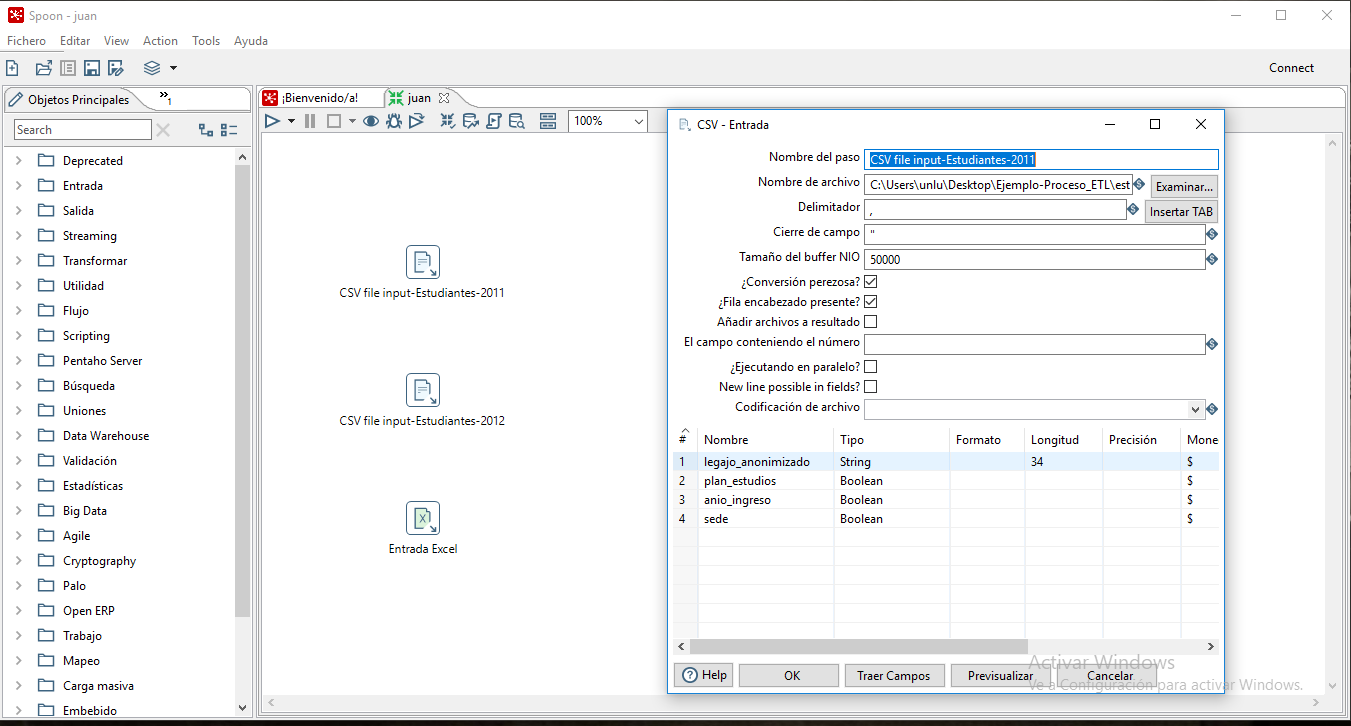 Spoon - juan
Fichero Editar View Action Tools Ayuda
Connect
Objetos Principales
» 1
¡Bienvenido/a!
juan
Search
100%
Deprecated
Entrada
Salida
Streaming
Transformar
Utilidad
Flujo
Scripting
Pentaho Server
Búsqueda
Uniones
Data Warehouse
Validación
Estadísticas
Big Data
Agile
Cryptography
Palo
Open ERP
Trabajo
Mapeo
Carga masiva
Embebido
CSV file input-Estudiantes-2011
CSV file input-Estudiantes-2012
Entrada Excel
CSV - Entrada
Nombre del paso CSV file input-Estudiantes-2011
Nombre de archivo C:\Users\unlu\Desktop\Ejemplo-Proceso_ETL\est Examinar...
Delimitador , Insertar TAB
Cierre de campo "
Tamaño del buffer NIO 50000
¿Conversión perezosa?
¿Fila encabezado presente?
Añadir archivos a resultado
El campo conteniendo el número
¿Ejecutando en paralelo?
New line possible in fields?
Codificación de archivo
# Nombre Tipo Formato Longitud Precisión Mone
1 legajo_anonimizado String 34 $
2 plan_estudios Boolean $
3 anio_ingreso Boolean $
4 sede Boolean $
Help OK Traer Campos Previsualizar Cancelar
Activar Windows
Ve a Configuración para activar Windows.